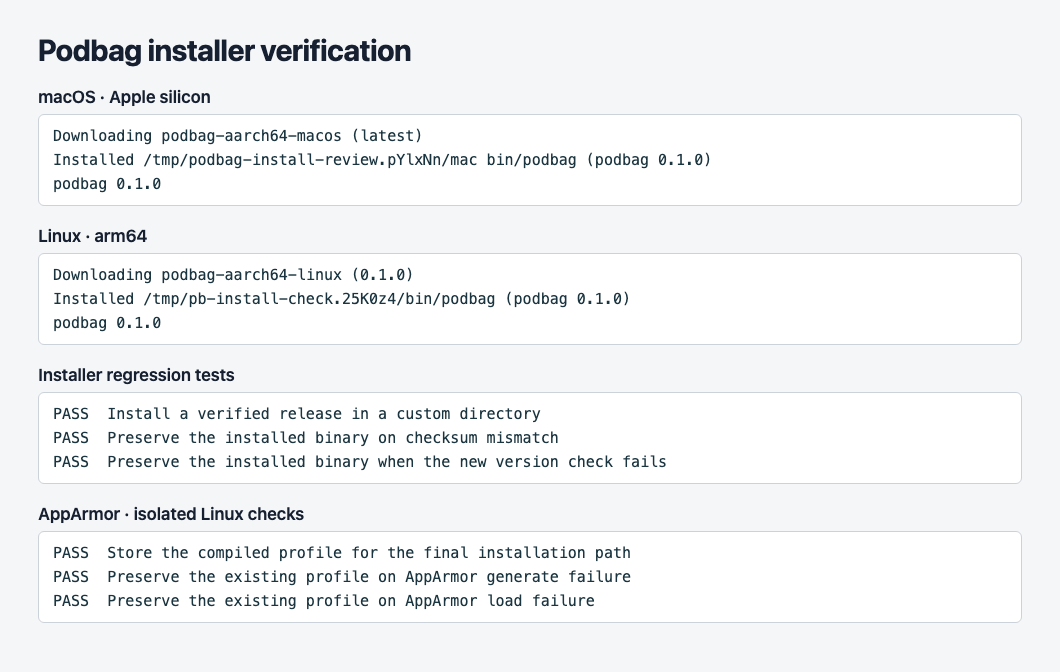 Podbag installer verification
macOS · Apple silicon
Downloading podbag-aarch64-macos (latest)
Installed /tmp/podbag-install-review.pYlxNn/mac bin/podbag (podbag 0.1.0)
podbag 0.1.0
Linux · arm64
Downloading podbag-aarch64-linux (0.1.0)
Installed /tmp/pb-install-check.25K0z4/bin/podbag (podbag 0.1.0)
podbag 0.1.0
Installer regression tests
PASS  Install a verified release in a custom directory
PASS  Preserve the installed binary on checksum mismatch
PASS  Preserve the installed binary when the new version check fails
AppArmor · isolated Linux checks
PASS  Store the compiled profile for the final installation path
PASS  Preserve the existing profile on AppArmor generate failure
PASS  Preserve the existing profile on AppArmor load failure